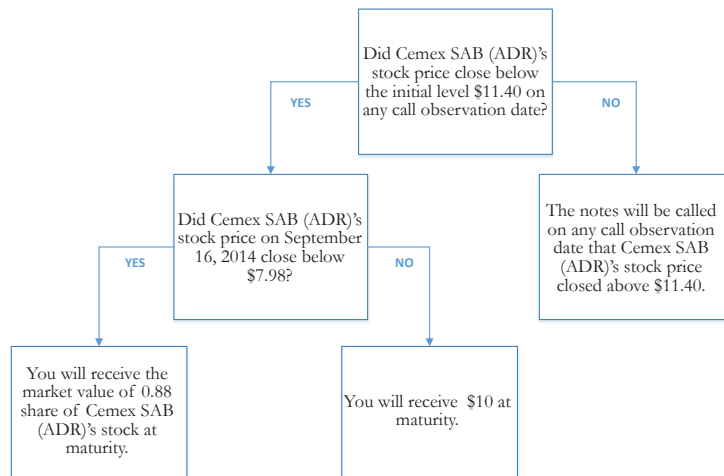 Did Cemex SAB (ADR)'s
stock price close below
the initial level $11.40 on
any call observation date?
YES
NO
Did Cemex SAB (ADR)'s
stock price on September
16, 2014 close below
$7.98?
The notes will be called
on any call observation
date that Cemex SAB
(ADR)'s stock price
closed above $11.40.
YES
NO
You will receive the
market value of 0.88
share of Cemex SAB
(ADR)'s stock at
maturity.
You will receive $10 at
maturity.